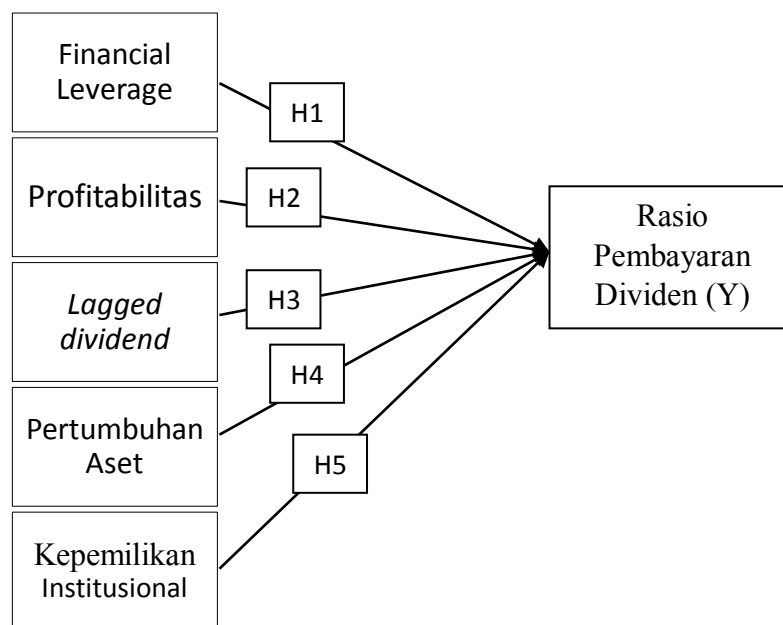 Financial
Leverage
H1
Profitabilitas
H2
Rasio
Pembayaran
Dividen (Y)
Lagged
dividend
H3
H4
Pertumbuhan
Aset
H5
Kepemilikan
Institusional